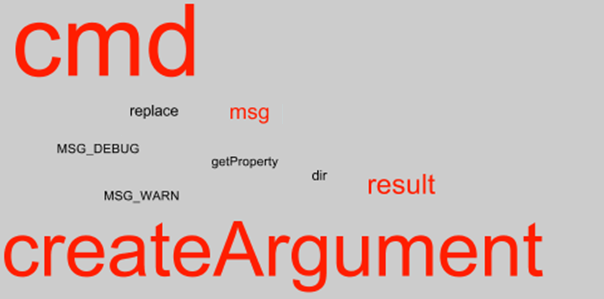 cmd
replace
msg
MSG_DEBUG
getProperty
dir
result
MSG_WARN
createArgument